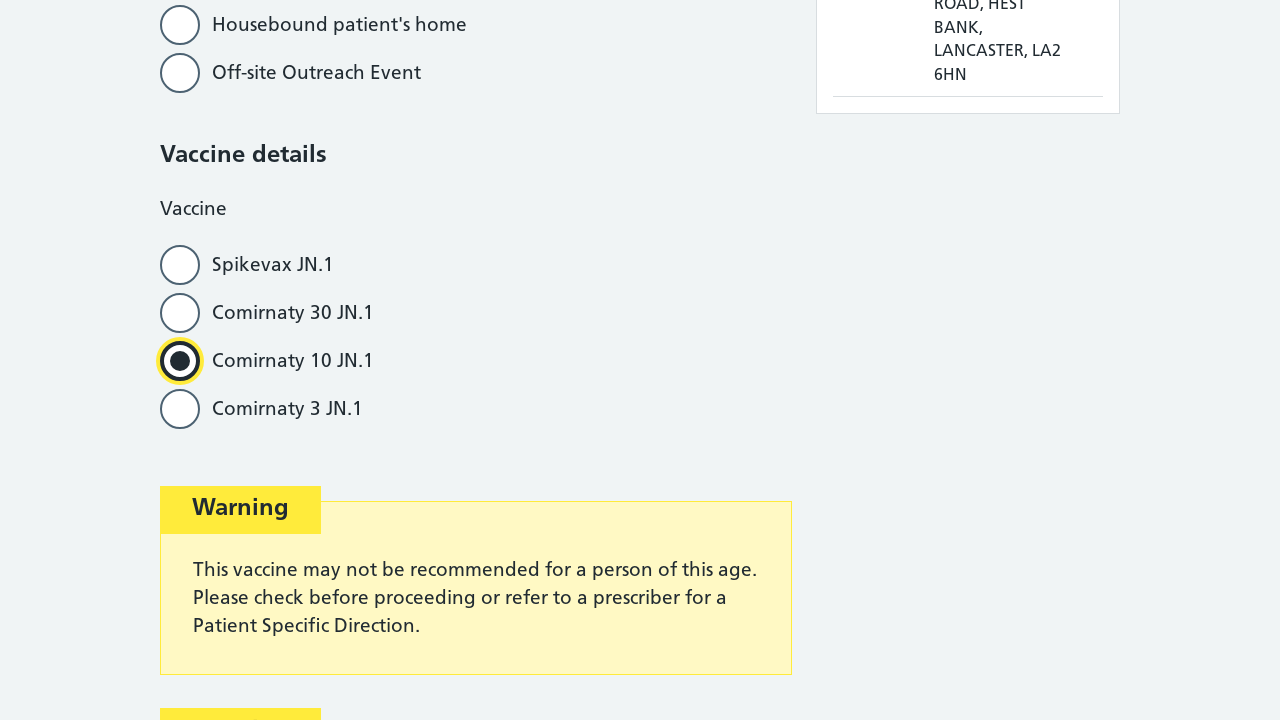 Housebound patient's home
Off-site Outreach Event
ROAD, HEST
BANK,
LANCASTER, LA2
6HN
Vaccine details
Vaccine
Spikevax JN.1
Comirnaty 30 JN.1
Comirnaty 10 JN.1
Comirnaty 3 JN.1
Warning
This vaccine may not be recommended for a person of this age.
Please check before proceeding or refer to a prescriber for a
Patient Specific Direction.